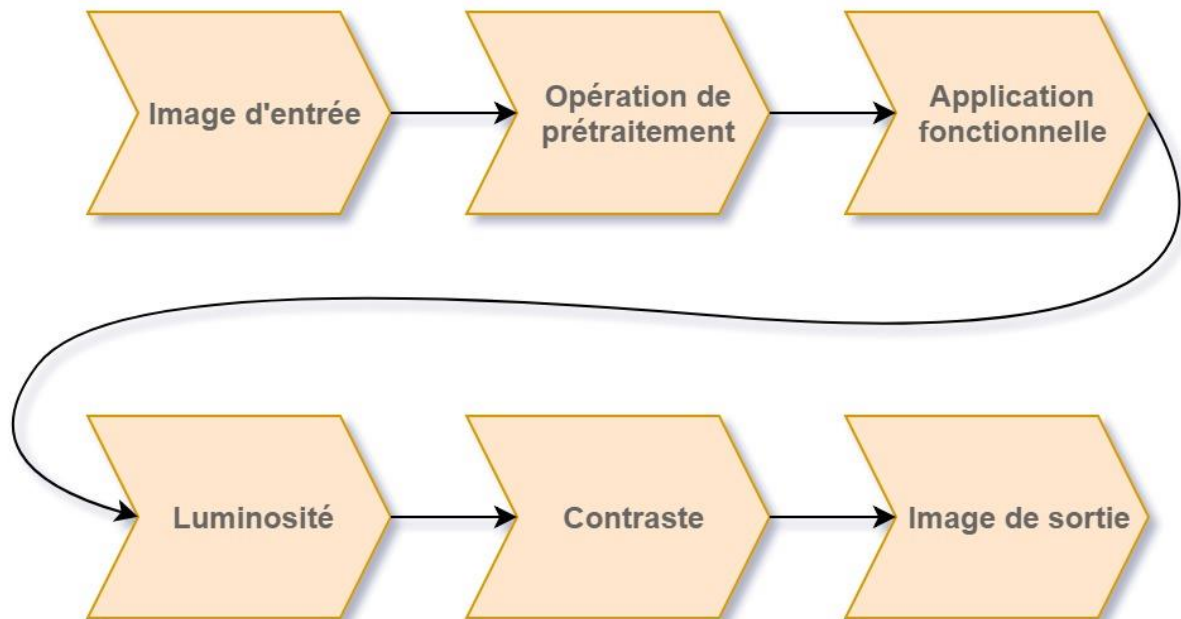 Image d'entrée
Opération de
prétraitement
Application
fonctionnelle
Luminosité
Contraste
Image de sortie